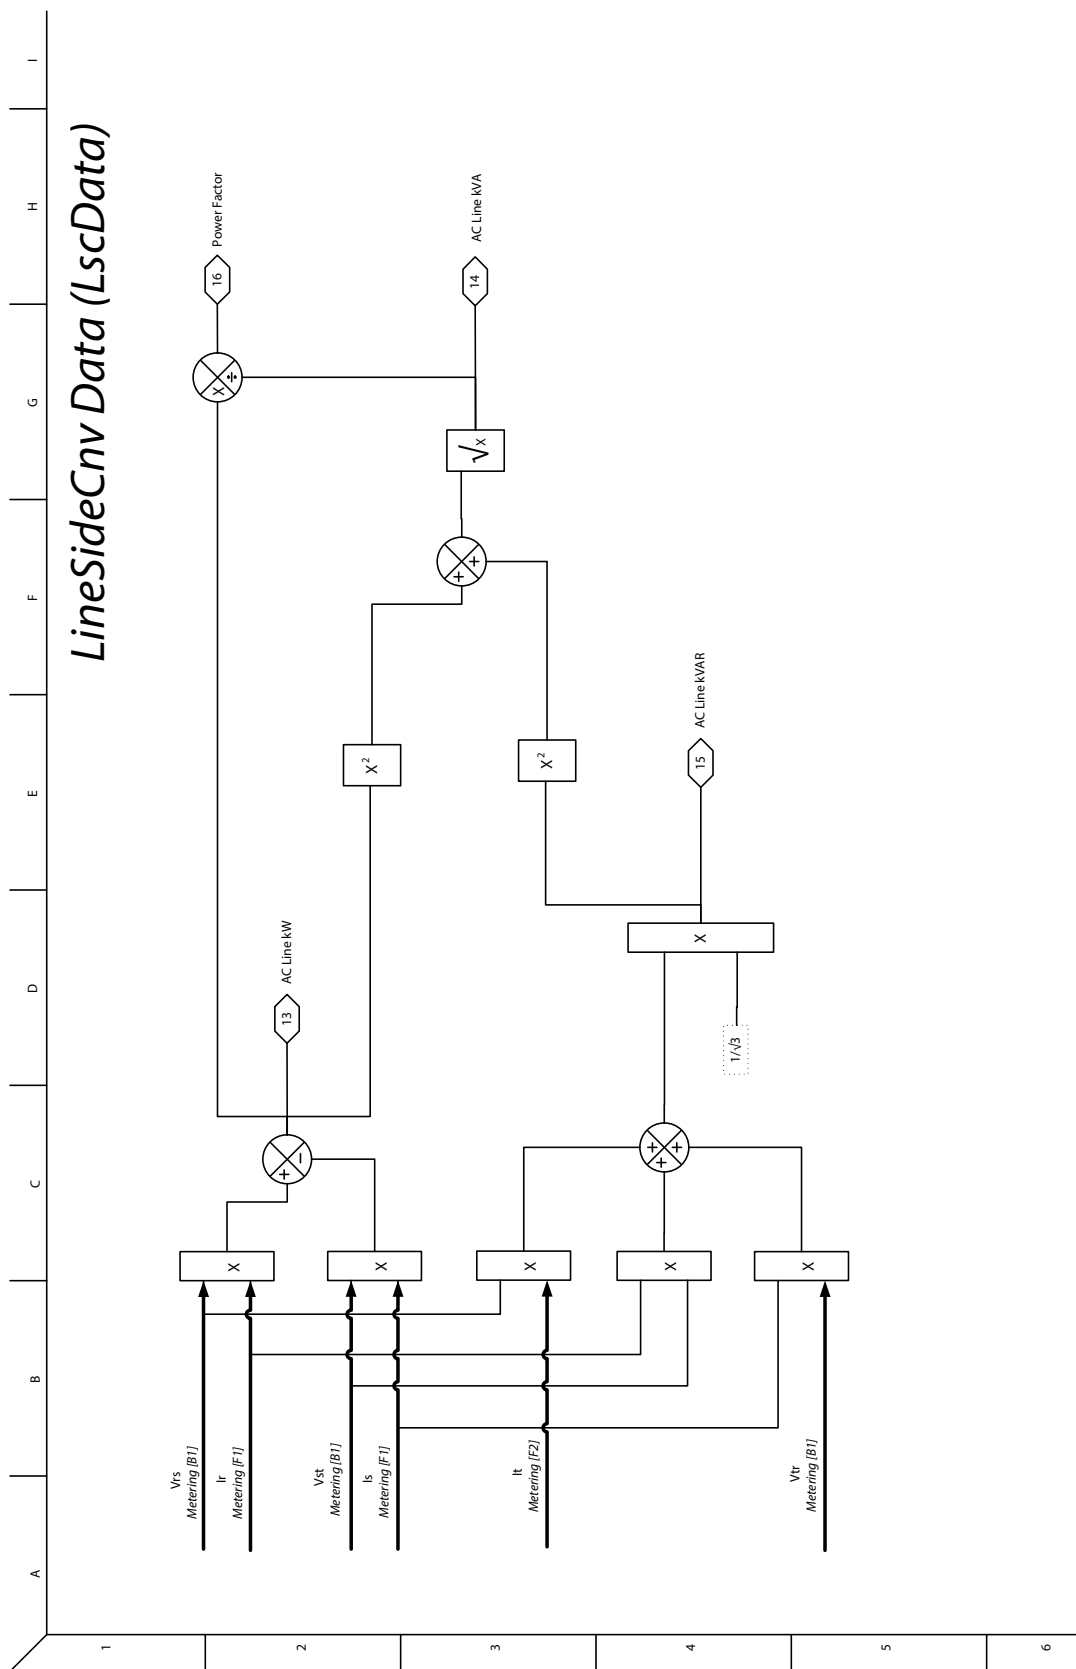 LineSideCnv Data (LscData)
A
B
C
D
E
F
G
H
I
1
2
3
4
5
6
Vrs
Metering [B1]
Ir
Metering [F1]
Vst
Metering [B1]
Is
Metering [F1]
It
Metering [F2]
Vtr
Metering [B1]
X
X
X
X
X
+
−
+
+
+
13
AC Line kW
1/√3
X
15
AC Line kVAR
X²
X²
+
+
√x
X
÷
16
Power Factor
14
AC Line kVA